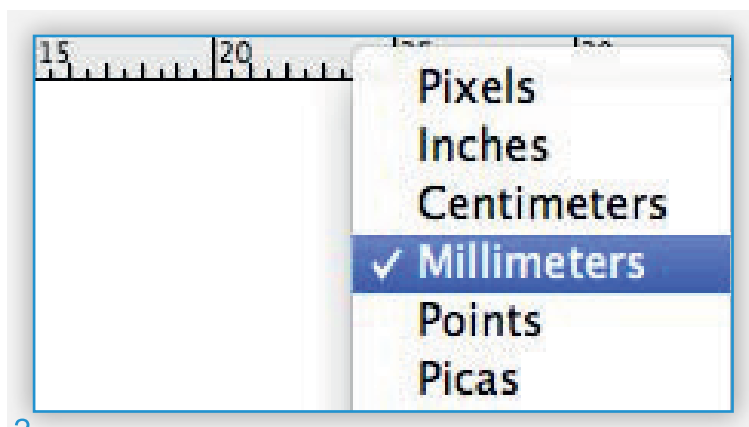 15 20
Pixels
Inches
Centimeters
✓ Millimeters
Points
Picas